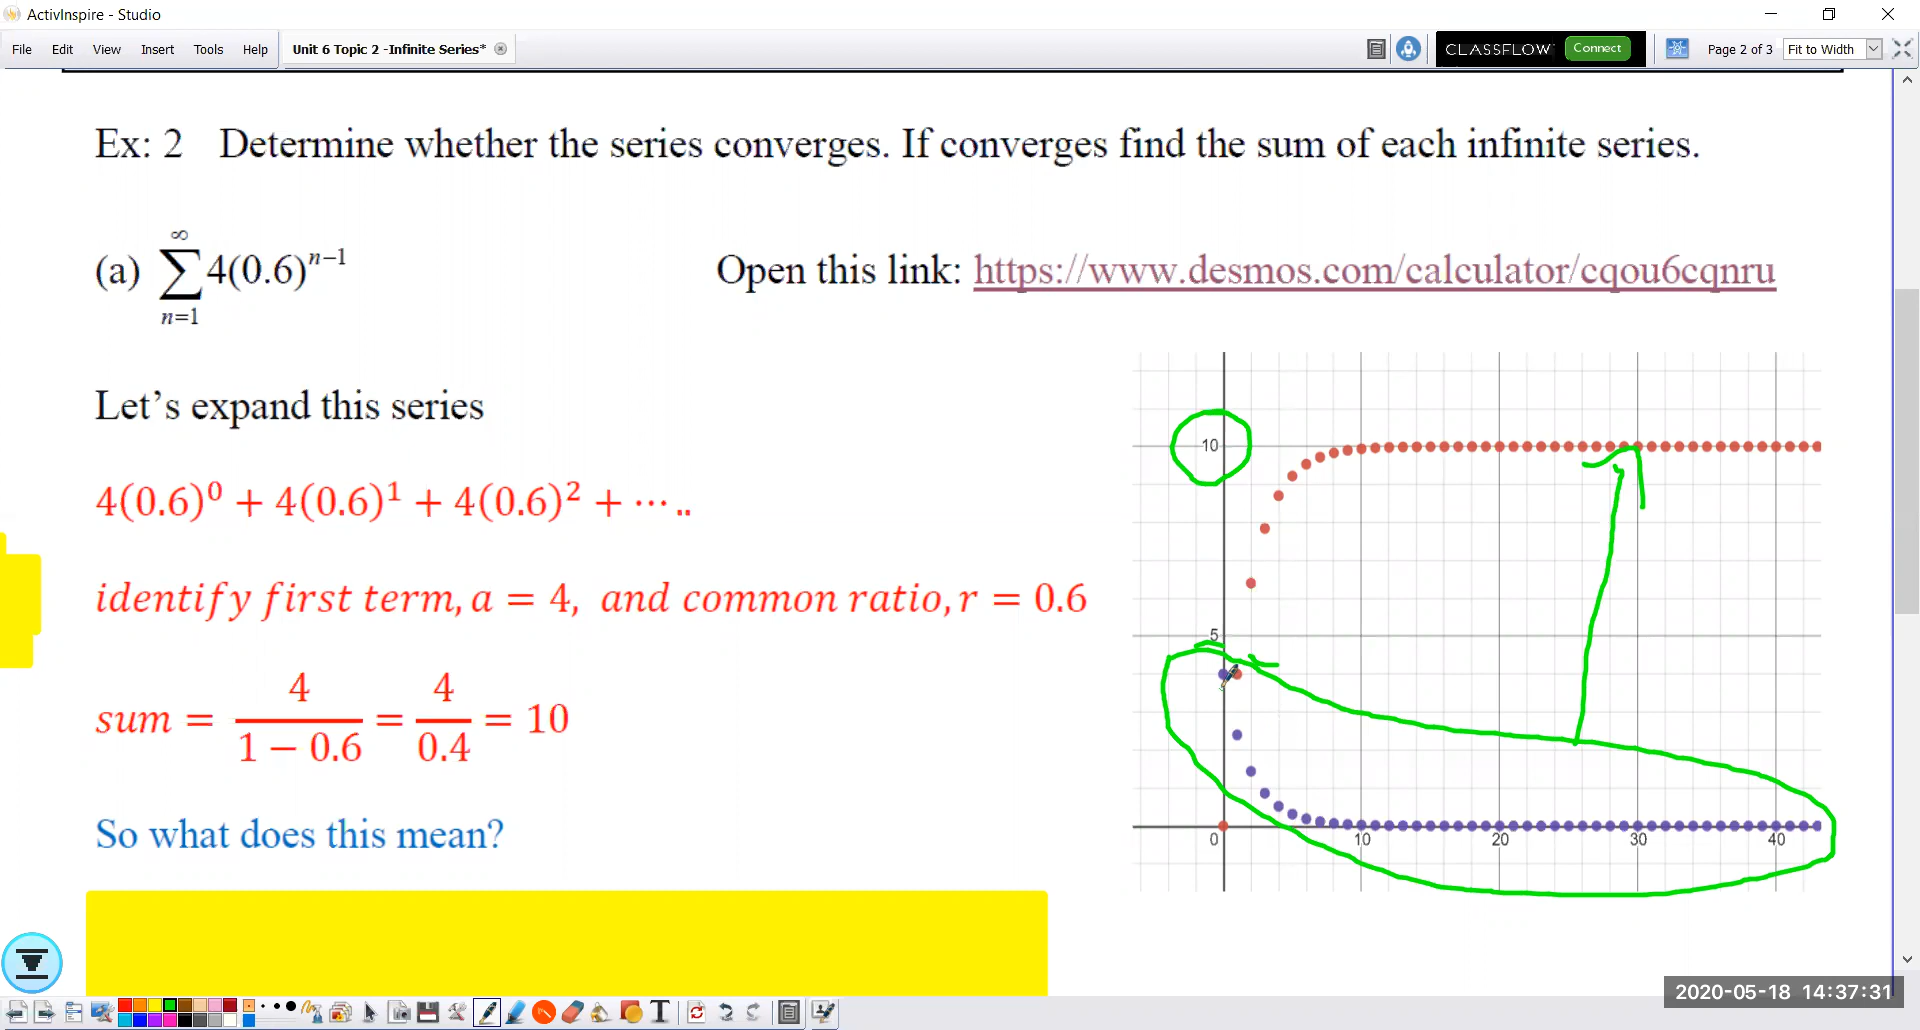 ActivInspire - Studio
File Edit View Insert Tools Help Unit 6 Topic 2 -Infinite Series* CLASSFLOW Connect Page 2 of 3 Fit to Width
Ex: 2 Determine whether the series converges. If converges find the sum of each infinite series.
(a) ∑_{n=1}^{∞} 4(0.6)^{n−1} Open this link: https://www.desmos.com/calculator/cqou6cqnru
Let’s expand this series
4(0.6)⁰ + 4(0.6)¹ + 4(0.6)² + ⋯ ..
identify first term, a = 4, and common ratio, r = 0.6
sum = 4/(1 − 0.6) = 4/0.4 = 10
So what does this mean?
10
5
0 10 20 30 40
2020-05-18 14:37:31
T